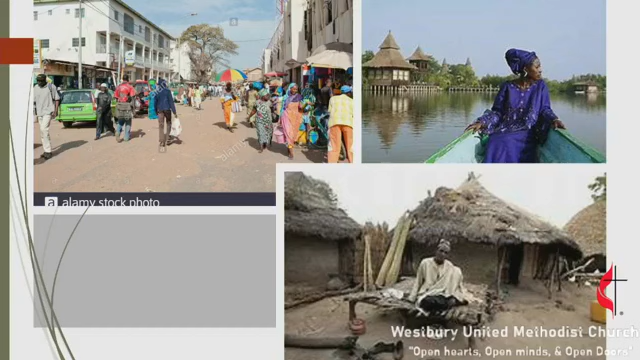 a alamy stock photo
Westbury United Methodist Church
"Open hearts, Open minds, & Open Doors"